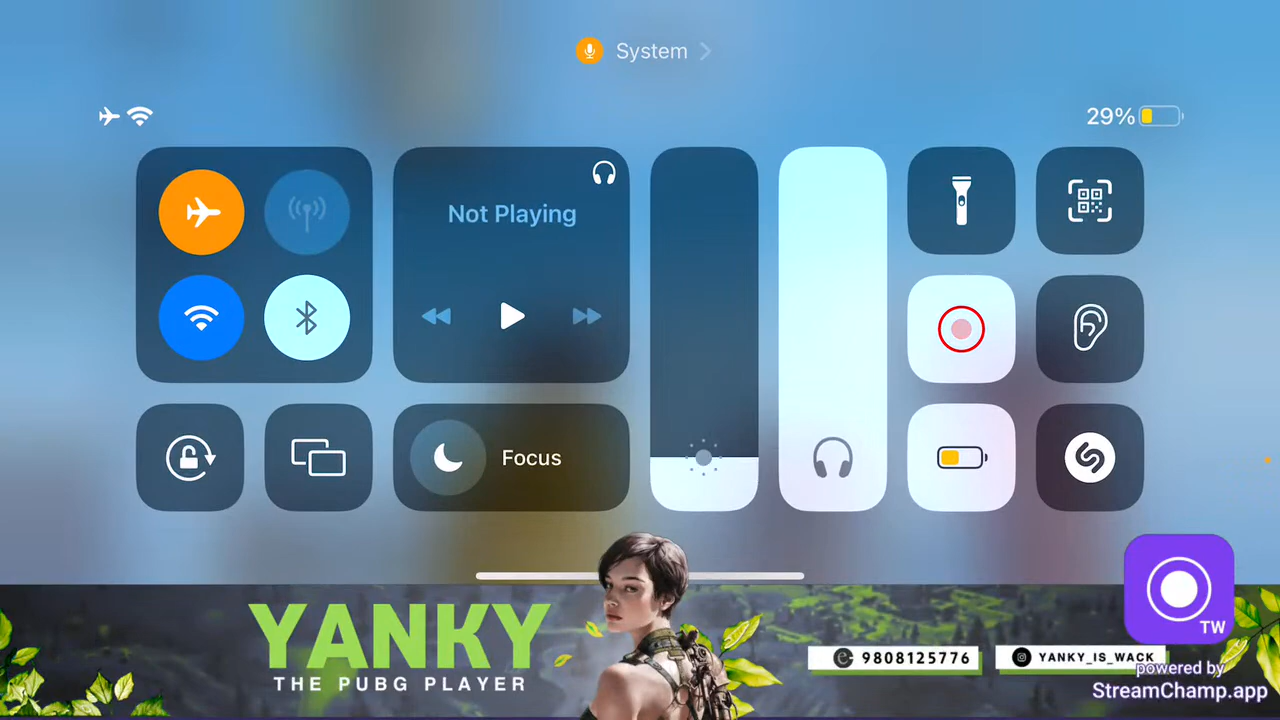 System
29%
Not Playing
Focus
YANKY
THE PUBG PLAYER
9808125776
YANKY_IS_WACK
TW
powered by
StreamChamp.app